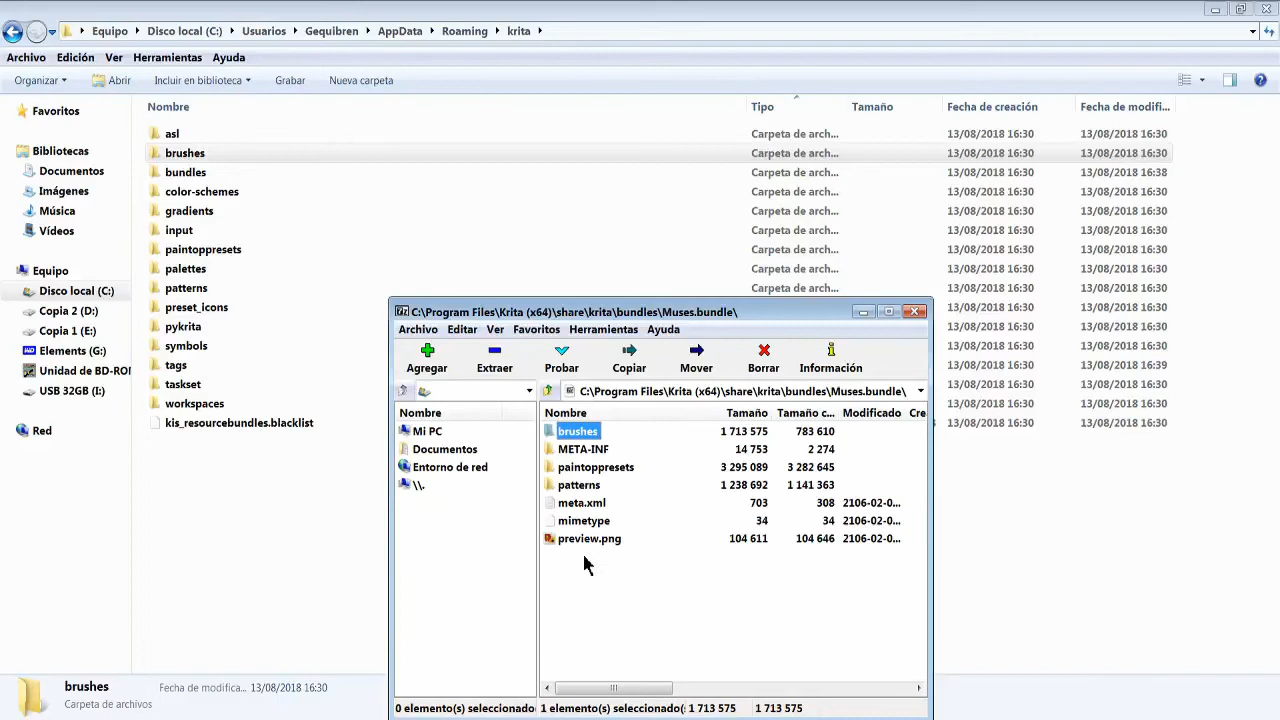 Equipo Disco local (C:) Usuarios Gequibren AppData Roaming krita
Archivo Edición Ver Herramientas Ayuda
Organizar Abrir Incluir en biblioteca Grabar Nueva carpeta
Favoritos
Bibliotecas
Documentos
Imágenes
Música
Vídeos
Equipo
Disco local (C:)
Copia 2 (D:)
Copia 1 (E:)
Elements (G:)
Unidad de BD-RON
USB 32GB (I:)
Red
Nombre Tipo Tamaño Fecha de creación Fecha de modifi...
asl Carpeta de arch... 13/08/2018 16:30 13/08/2018 16:30
brushes Carpeta de arch... 13/08/2018 16:30 13/08/2018 16:30
bundles Carpeta de arch... 13/08/2018 16:30 13/08/2018 16:38
color-schemes Carpeta de arch... 13/08/2018 16:30 13/08/2018 16:30
gradients Carpeta de arch... 13/08/2018 16:30 13/08/2018 16:30
input Carpeta de arch... 13/08/2018 16:30 13/08/2018 16:30
paintoppresets Carpeta de arch... 13/08/2018 16:30 13/08/2018 16:30
palettes Carpeta de arch... 13/08/2018 16:30 13/08/2018 16:30
patterns Carpeta de arch... 13/08/2018 16:30 13/08/2018 16:30
preset_icons 13/08/2018 16:30 13/08/2018 16:30
pykrita 13/08/2018 16:30 13/08/2018 16:30
symbols 13/08/2018 16:30 13/08/2018 16:30
tags 13/08/2018 16:30 13/08/2018 16:39
taskset 13/08/2018 16:30 13/08/2018 16:30
workspaces 13/08/2018 16:30 13/08/2018 16:30
kis_resourcebundles.blacklist 13/08/2018 16:30 13/08/2018 16:30
C:\Program Files\Krita (x64)\share\krita\bundles\Muses.bundle\
Archivo Editar Ver Favoritos Herramientas Ayuda
Agregar Extraer Probar Copiar Mover Borrar Información
C:\Program Files\Krita (x64)\share\krita\bundles\Muses.bundle\
Nombre
Mi PC
Documentos
Entorno de red
\\.
Nombre Tamaño Tamaño c... Modificado Cre
brushes 1 713 575 783 610
META-INF 14 753 2 274
paintoppresets 3 295 089 3 282 645
patterns 1 238 692 1 141 363
meta.xml 703 308 2106-02-0...
mimetype 34 34 2106-02-0...
preview.png 104 611 104 646 2106-02-0...
0 elemento(s) seleccionado 1 elemento(s) seleccionado(s 1 713 575 1 713 575
brushes Fecha de modifica... 13/08/2018 16:30
Carpeta de archivos